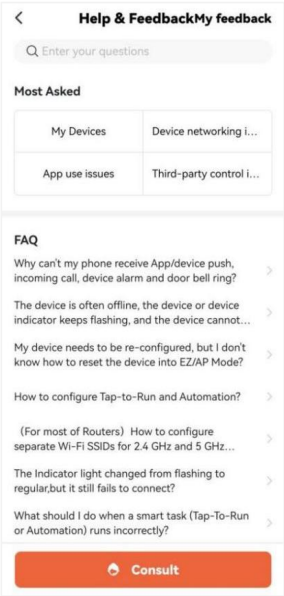 Help & FeedbackMy feedback
Enter your questions
Most Asked
My Devices
Device networking i...
App use issues
Third-party control i...
FAQ
Why can't my phone receive App/device push,
incoming call, device alarm and door bell ring?
The device is often offline, the device or device
indicator keeps flashing, and the device cannot...
My device needs to be re-configured, but I don't
know how to reset the device into EZ/AP Mode?
How to configure Tap-to-Run and Automation?
(For most of Routers) How to configure
separate Wi-Fi SSIDs for 2.4 GHz and 5 GHz...
The Indicator light changed from flashing to
regular,but it still fails to connect?
What should I do when a smart task (Tap-To-Run
or Automation) runs incorrectly?
Consult